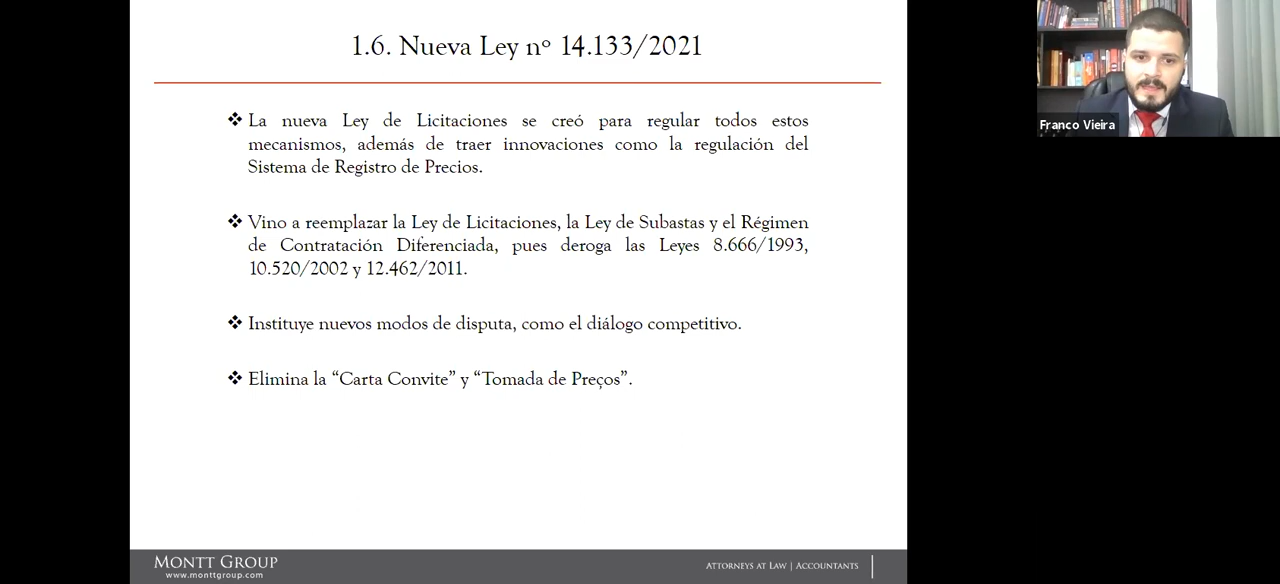 1.6. Nueva Ley nº 14.133/2021
❖ La nueva Ley de Licitaciones se creó para regular todos estos
mecanismos, además de traer innovaciones como la regulación del
Sistema de Registro de Precios.
❖ Vino a reemplazar la Ley de Licitaciones, la Ley de Subastas y el Régimen
de Contratación Diferenciada, pues deroga las Leyes 8.666/1993,
10.520/2002 y 12.462/2011.
❖ Instituye nuevos modos de disputa, como el diálogo competitivo.
❖ Elimina la “Carta Convite” y “Tomada de Preços”.
MONTT GROUP
www.monttgroup.com
ATTORNEYS AT LAW | ACCOUNTANTS
Franco Vieira